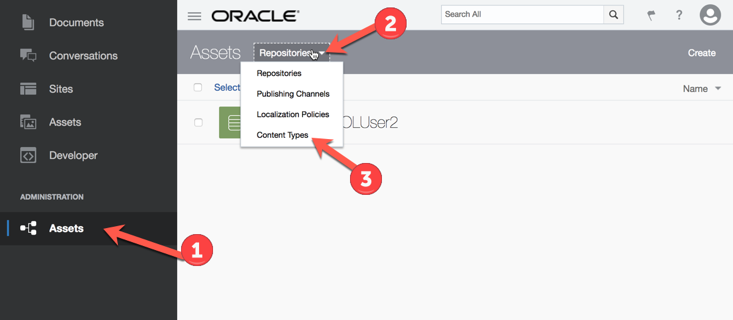 Documents
Conversations
Sites
Assets
Developer
ADMINISTRATION
Assets
1
ORACLE®
Search All
?
2
Assets
Repositories
Create
Repositories
Publishing Channels
Localization Policies
Content Types
Select
Name
OLUser2
3